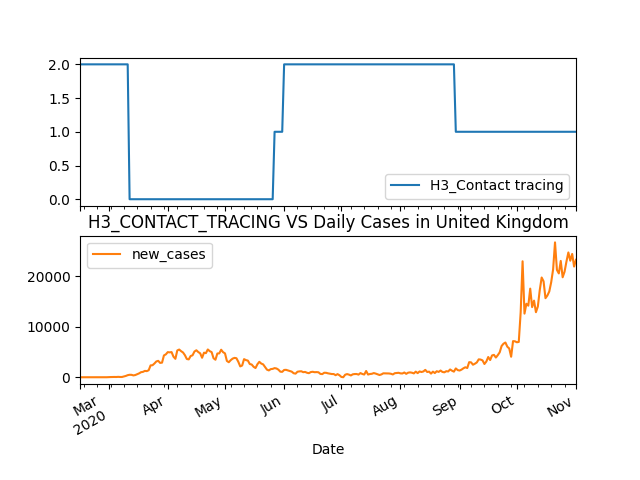 2.0
1.5
1.0
0.5
0.0
H3_Contact tracing
H3_CONTACT_TRACING VS Daily Cases in United Kingdom
new_cases
20000
10000
0
Mar
2020
Apr
May
Jun
Jul
Aug
Sep
Oct
Nov
Date